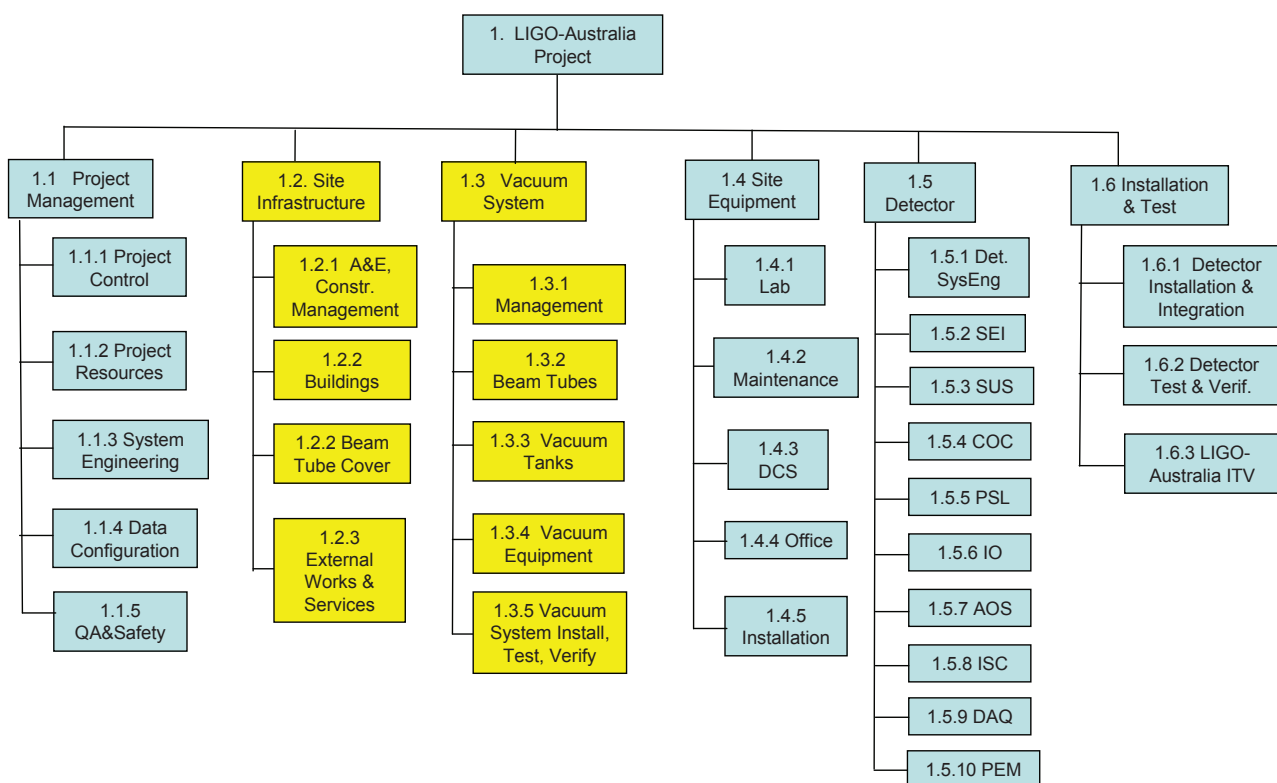 1. LIGO-Australia
Project
1.1 Project
Management
1.1.1 Project
Control
1.1.2 Project
Resources
1.1.3 System
Engineering
1.1.4 Data
Configuration
1.1.5
QA&Safety
1.2. Site
Infrastructure
1.2.1 A&E,
Constr.
Management
1.2.2
Buildings
1.2.2 Beam
Tube Cover
1.2.3
External
Works &
Services
1.3 Vacuum
System
1.3.1
Management
1.3.2
Beam Tubes
1.3.3 Vacuum
Tanks
1.3.4 Vacuum
Equipment
1.3.5 Vacuum
System Install,
Test, Verify
1.4 Site
Equipment
1.4.1
Lab
1.4.2
Maintenance
1.4.3
DCS
1.4.4 Office
1.4.5
Installation
1.5
Detector
1.5.1 Det.
SysEng
1.5.2 SEI
1.5.3 SUS
1.5.4 COC
1.5.5 PSL
1.5.6 IO
1.5.7 AOS
1.5.8 ISC
1.5.9 DAQ
1.5.10 PEM
1.6 Installation
& Test
1.6.1 Detector
Installation &
Integration
1.6.2 Detector
Test & Verif.
1.6.3 LIGO-
Australia ITV